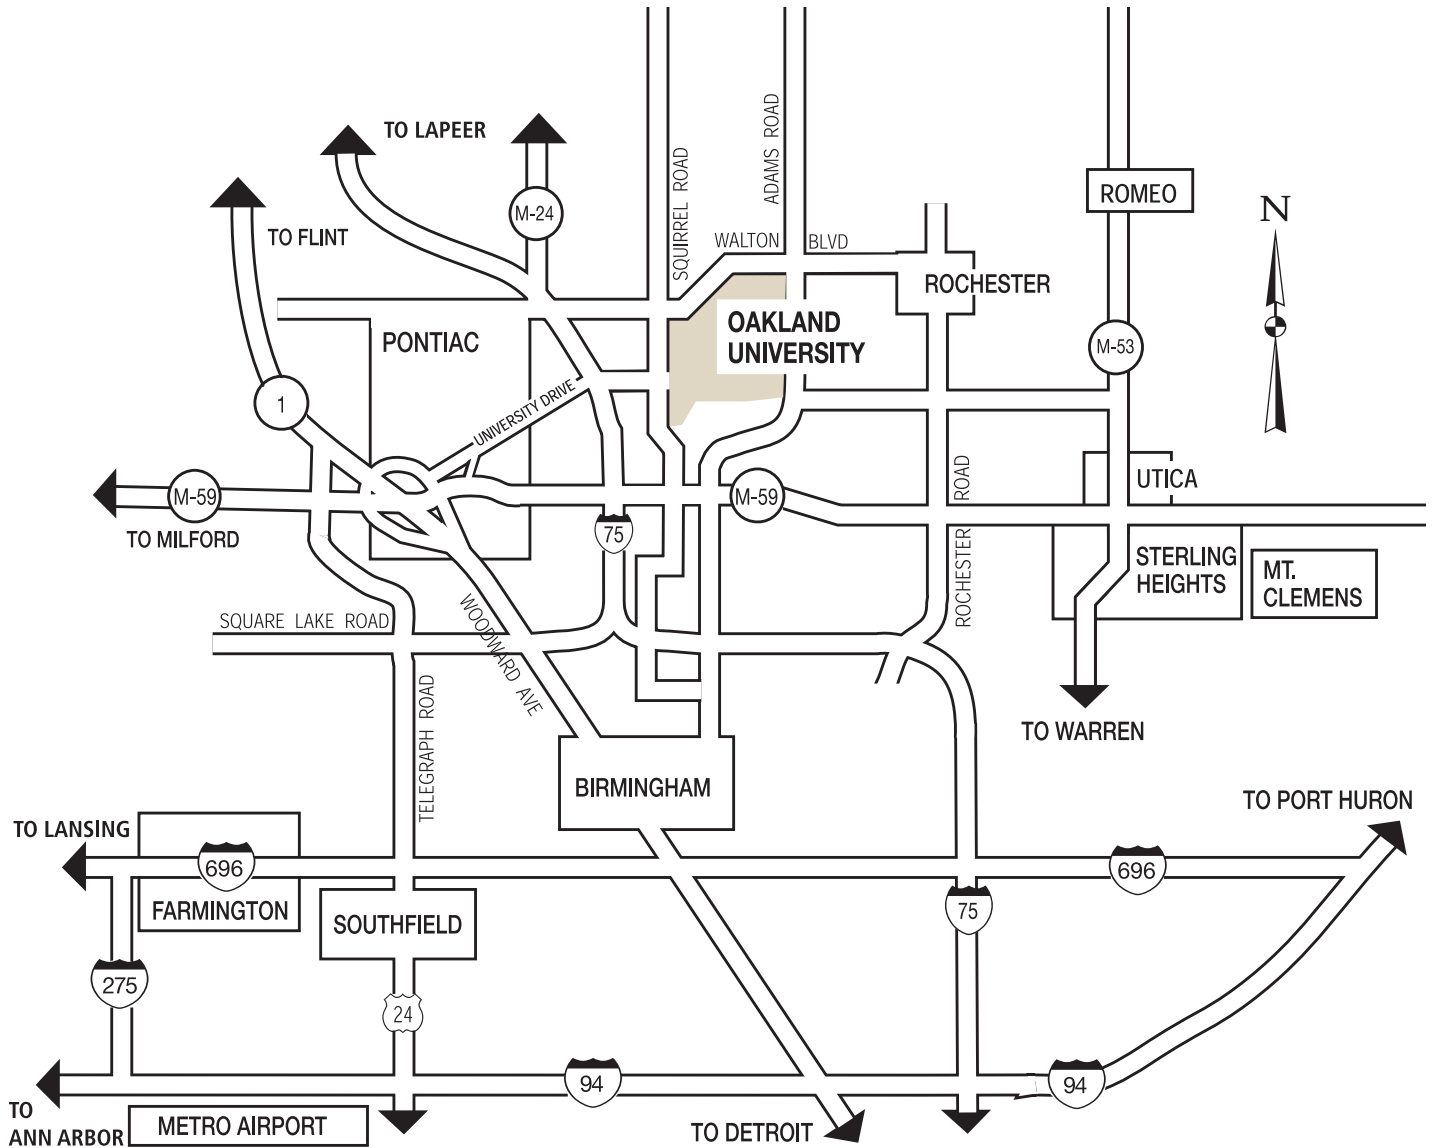 TO LAPEER
M-24
SQUIRREL ROAD
ADAMS ROAD
ROMEO
N
TO FLINT
WALTON BLVD
ROCHESTER
PONTIAC
OAKLAND
UNIVERSITY
M-53
1
UNIVERSITY DRIVE
M-59
M-59
UTICA
TO MILFORD
75
ROCHESTER ROAD
ROAD
STERLING
HEIGHTS
MT.
CLEMENS
SQUARE LAKE ROAD
WOODWARD AVE
TELEGRAPH ROAD
TO WARREN
BIRMINGHAM
TO PORT HURON
TO LANSING
696
696
FARMINGTON
SOUTHFIELD
75
275
24
94
94
TO
ANN ARBOR
METRO AIRPORT
TO DETROIT